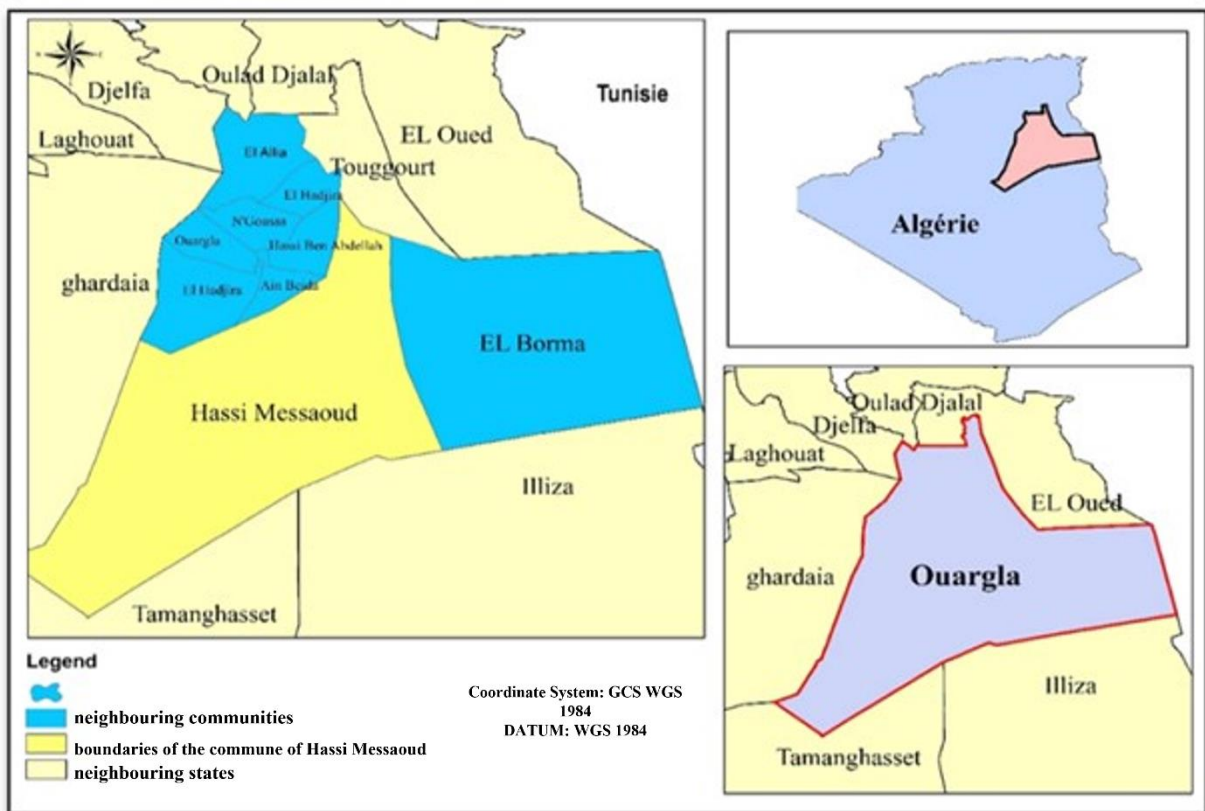 Oulad Djalal
Djelfa
Tunisie
Laghouat
EL Oued
El Allia
Touggourt
El Hadjira
N'Goussa
Ouargla
Hassi Ben Abdellah
ghardaia
El Hadjira
Ain Beida
EL Borma
Hassi Messaoud
Illiza
Tamanghasset
Algérie
Oulad Djalal
Djelfa
Laghouat
EL Oued
ghardaia
Ouargla
Illiza
Tamanghasset
Legend
neighbouring communities
boundaries of the commune of Hassi Messaoud
neighbouring states
Coordinate System: GCS WGS
1984
DATUM: WGS 1984